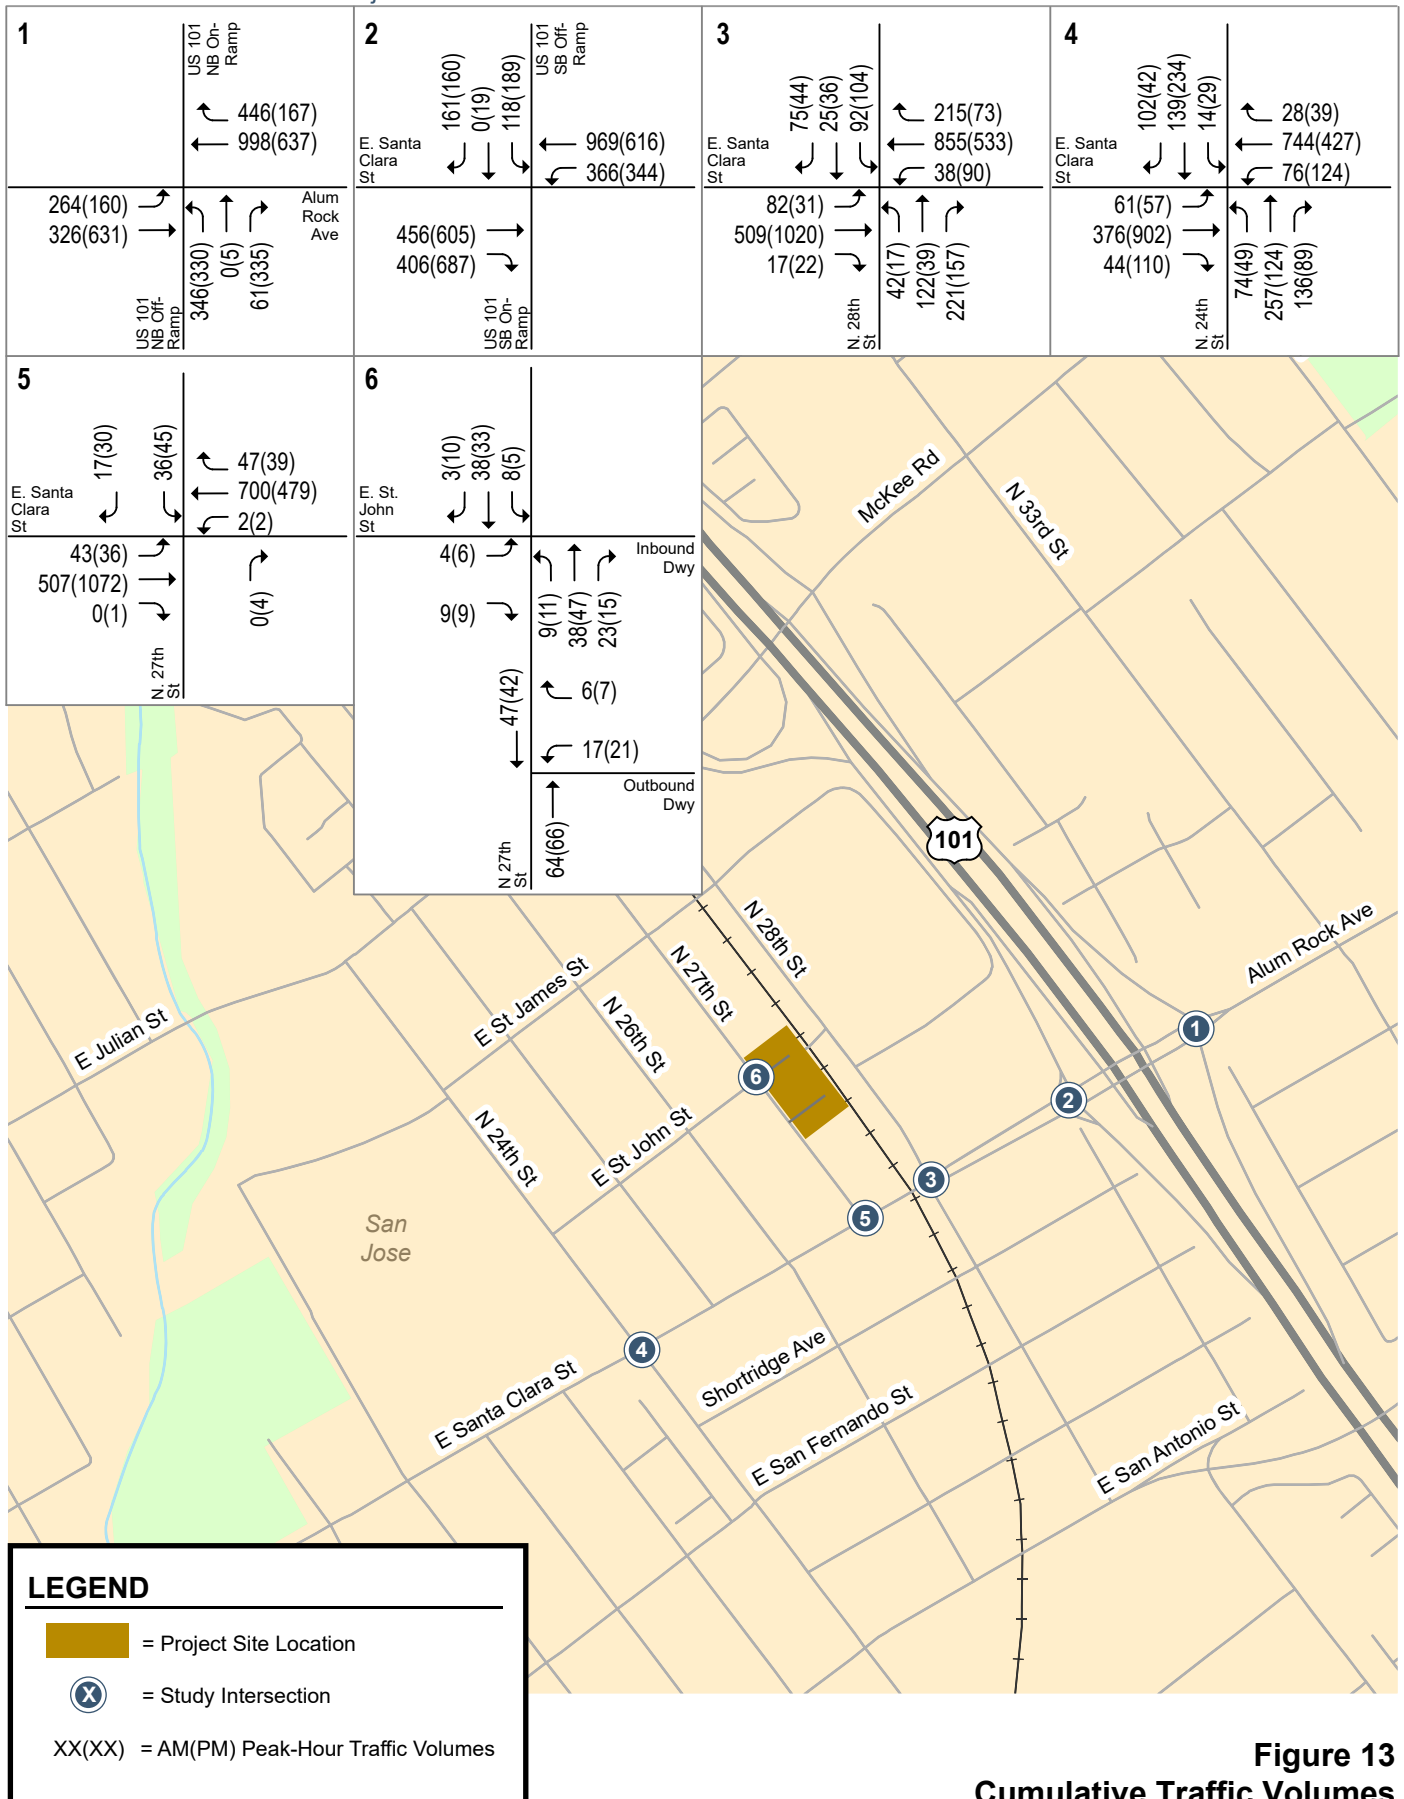 1
US 101
NB On-
Ramp
446(167)
998(637)
264(160)
326(631)
Alum
Rock
Ave
346(330)
0(5)
61(335)
US 101
NB Off-
Ramp
2
161(160)
0(19)
118(189)
US 101
SB Off-
Ramp
E. Santa
Clara
St
969(616)
366(344)
456(605)
406(687)
US 101
SB On-
Ramp
3
75(44)
25(36)
92(104)
215(73)
855(533)
38(90)
E. Santa
Clara
St
82(31)
509(1020)
17(22)
42(17)
122(39)
221(157)
N. 28th
St
4
102(42)
139(234)
14(29)
28(39)
744(427)
76(124)
E. Santa
Clara
St
61(57)
376(902)
44(110)
74(49)
257(124)
136(89)
N. 24th
St
5
17(30)
36(45)
47(39)
700(479)
2(2)
E. Santa
Clara
St
43(36)
507(1072)
0(1)
0(4)
N. 27th
St
6
3(10)
38(33)
8(5)
E. St.
John
St
4(6)
9(9)
Inbound
Dwy
9(11)
38(47)
23(15)
47(42)
6(7)
17(21)
Outbound
Dwy
64(66)
N 27th
St
McKee Rd
N 33rd St
101
Alum Rock Ave
N 28th St
N 27th St
E St James St
N 26th St
E Julian St
1
6
2
N 24th St
E St John St
3
5
San
Jose
4
Shortridge Ave
E Santa Clara St
E San Fernando St
E San Antonio St
LEGEND
= Project Site Location
X = Study Intersection
XX(XX) = AM(PM) Peak-Hour Traffic Volumes
Figure 13
Cumulative Traffic Volumes